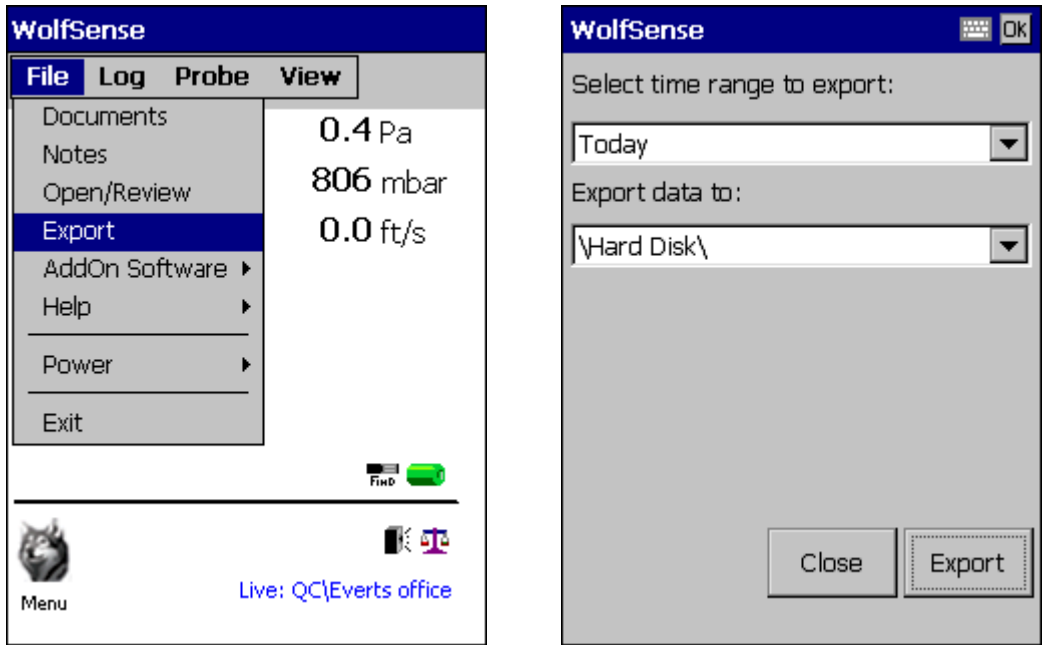 WolfSense
File Log Probe View
Documents
Notes
Open/Review
Export
AddOn Software
Help
Power
Exit
0.4 Pa
806 mbar
0.0 ft/s
FIND
Menu
Live: QC\Everts office
WolfSense OK
Select time range to export:
Today
Export data to:
\Hard Disk\
Close Export